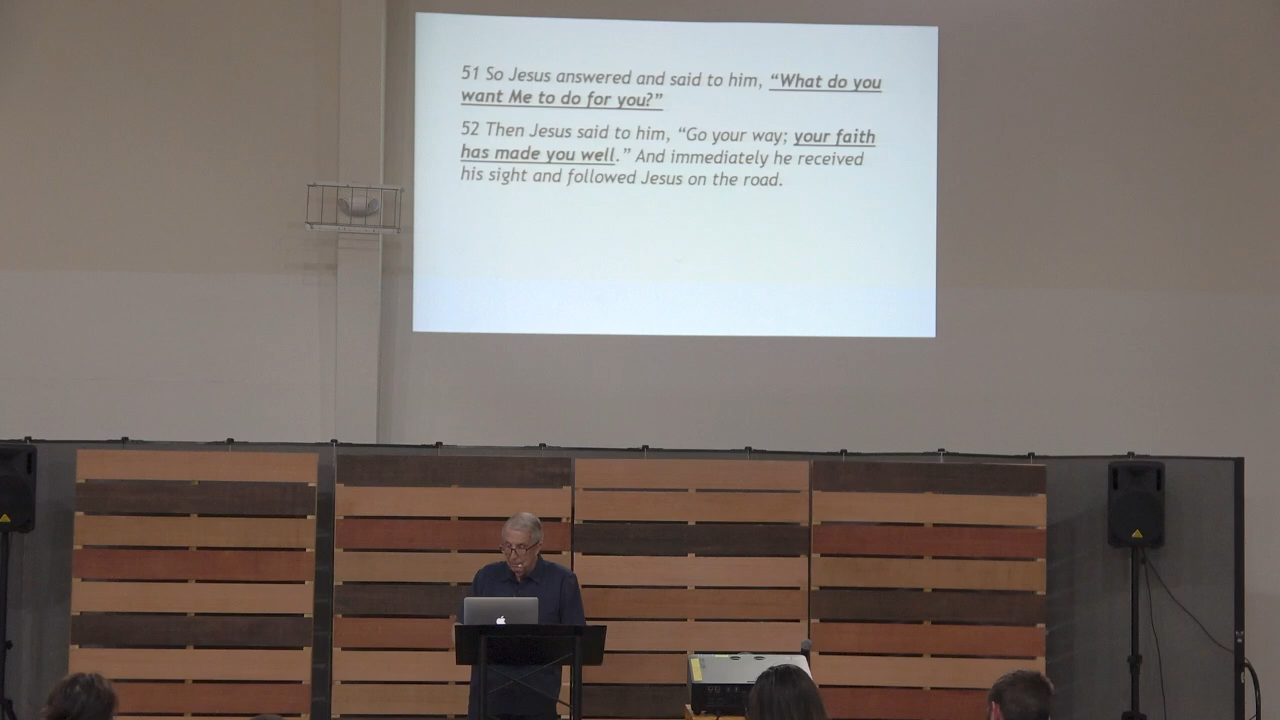 51 So Jesus answered and said to him, “What do you
want Me to do for you?”
52 Then Jesus said to him, “Go your way; your faith
has made you well.” And immediately he received
his sight and followed Jesus on the road.